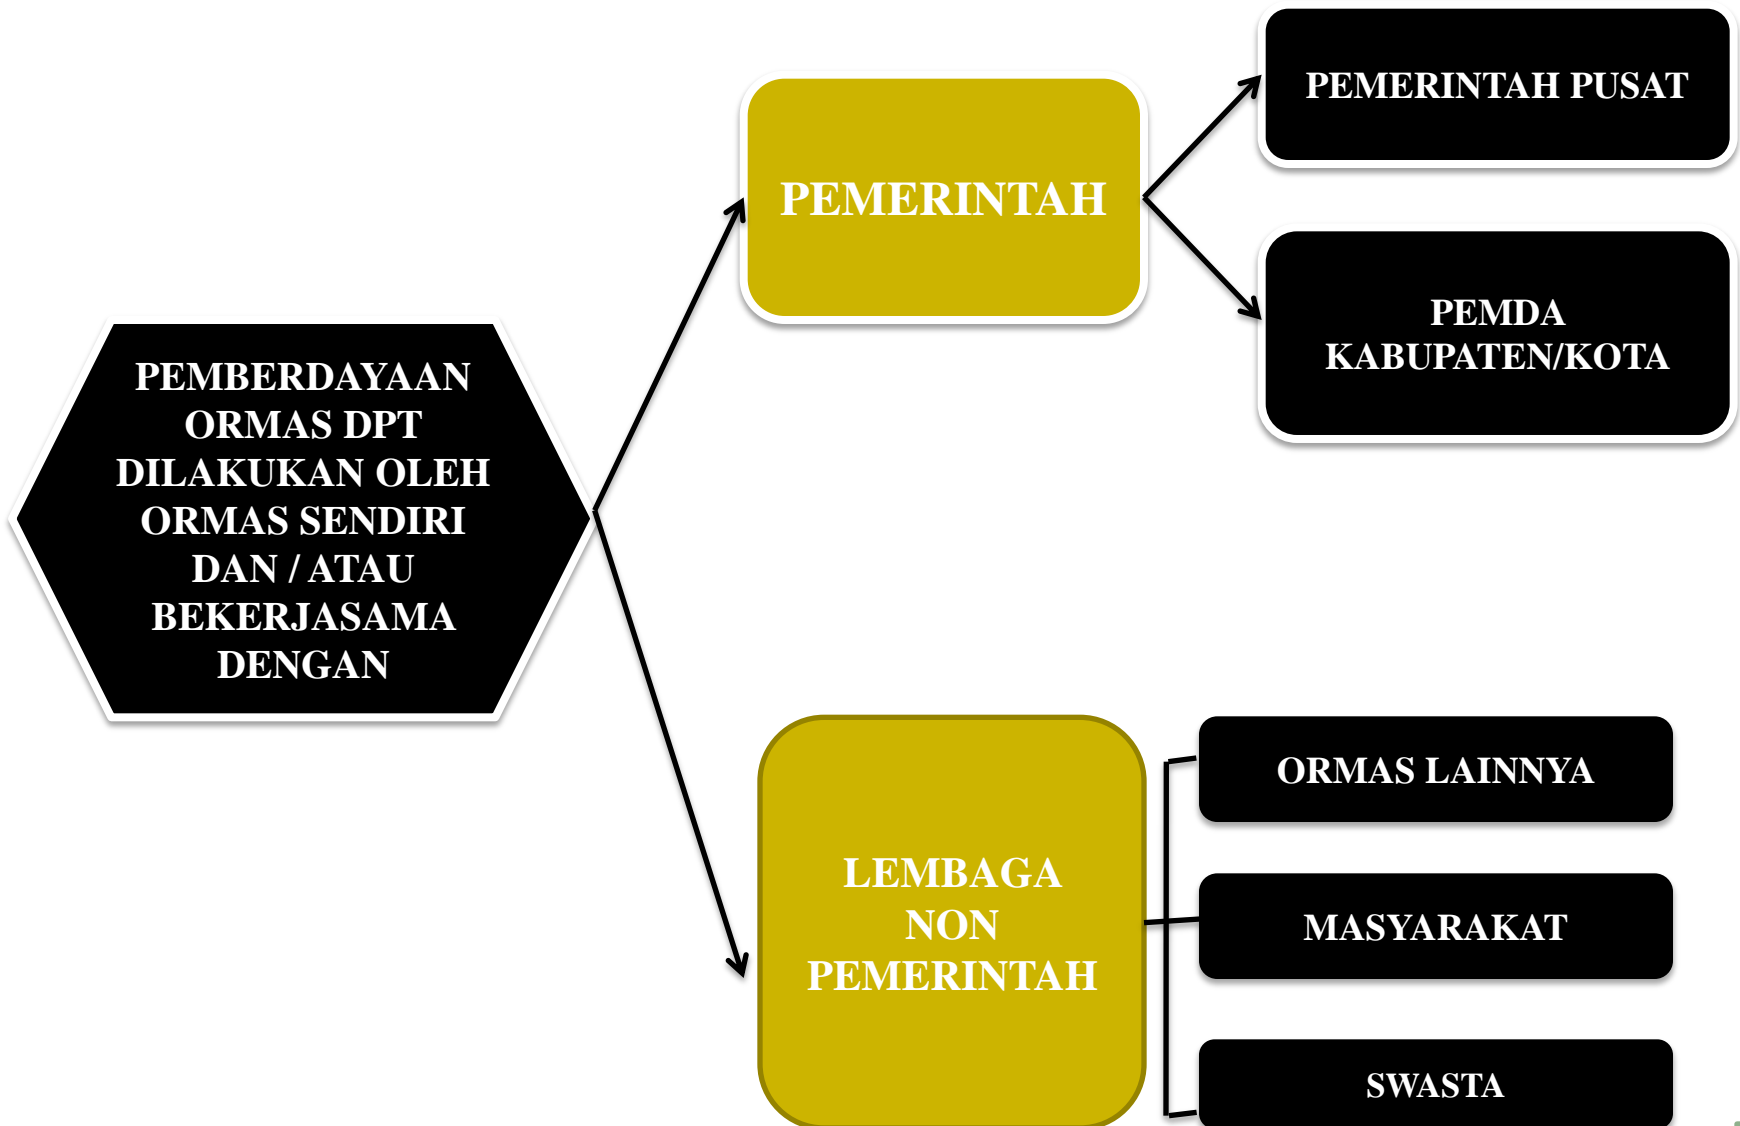 PEMBERDAYAAN
ORMAS DPT
DILAKUKAN OLEH
ORMAS SENDIRI
DAN / ATAU
BEKERJASAMA
DENGAN
PEMERINTAH
PEMERINTAH PUSAT
PEMDA
KABUPATEN/KOTA
LEMBAGA
NON
PEMERINTAH
ORMAS LAINNYA
MASYARAKAT
SWASTA